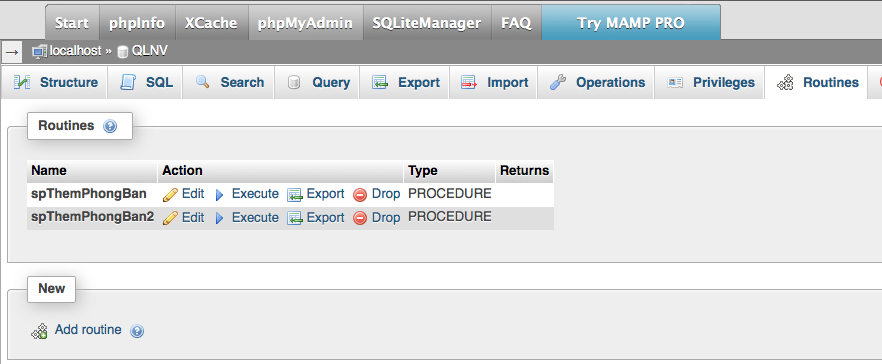 Start phpInfo XCache phpMyAdmin SQLiteManager FAQ Try MAMP PRO
→ localhost » QLNV
Structure SQL Search Query Export Import Operations Privileges Routines
Routines
Name Action Type Returns
spThemPhongBan Edit Execute Export Drop PROCEDURE
spThemPhongBan2 Edit Execute Export Drop PROCEDURE
New
Add routine